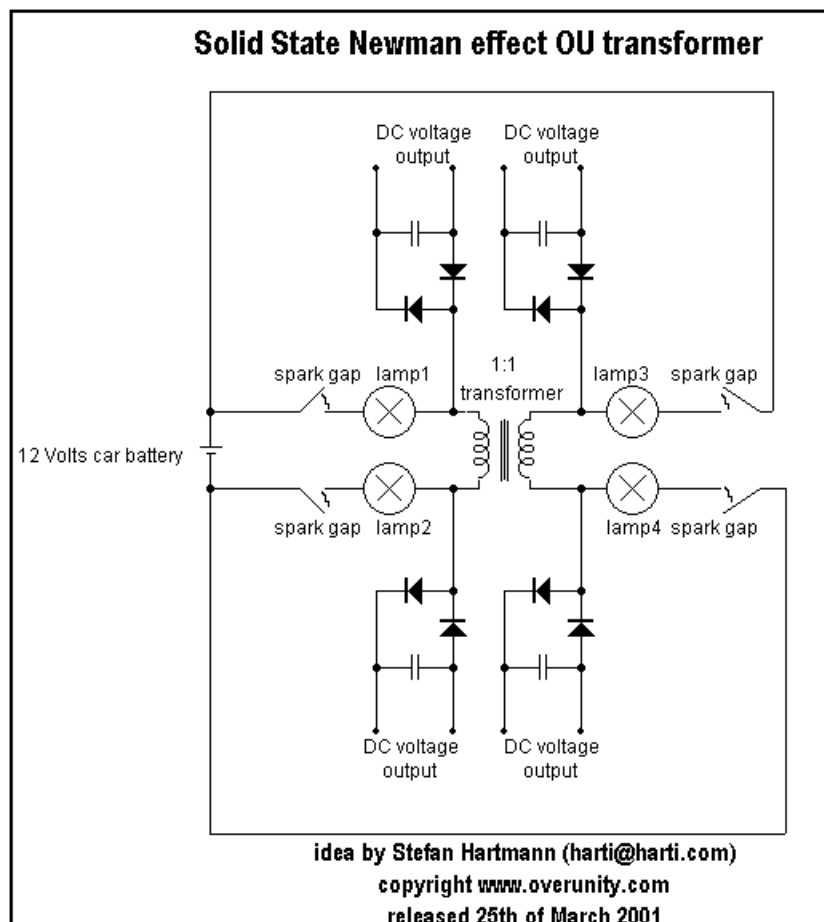 Solid State Newman effect OU transformer
DC voltage
output
DC voltage
output
1:1
transformer
spark gap
lamp1
lamp3
spark gap
12 Volts car battery
spark gap
lamp2
lamp4
spark gap
DC voltage
output
DC voltage
output
idea by Stefan Hartmann (harti@harti.com)
copyright www.overunity.com
released 25th of March 2001